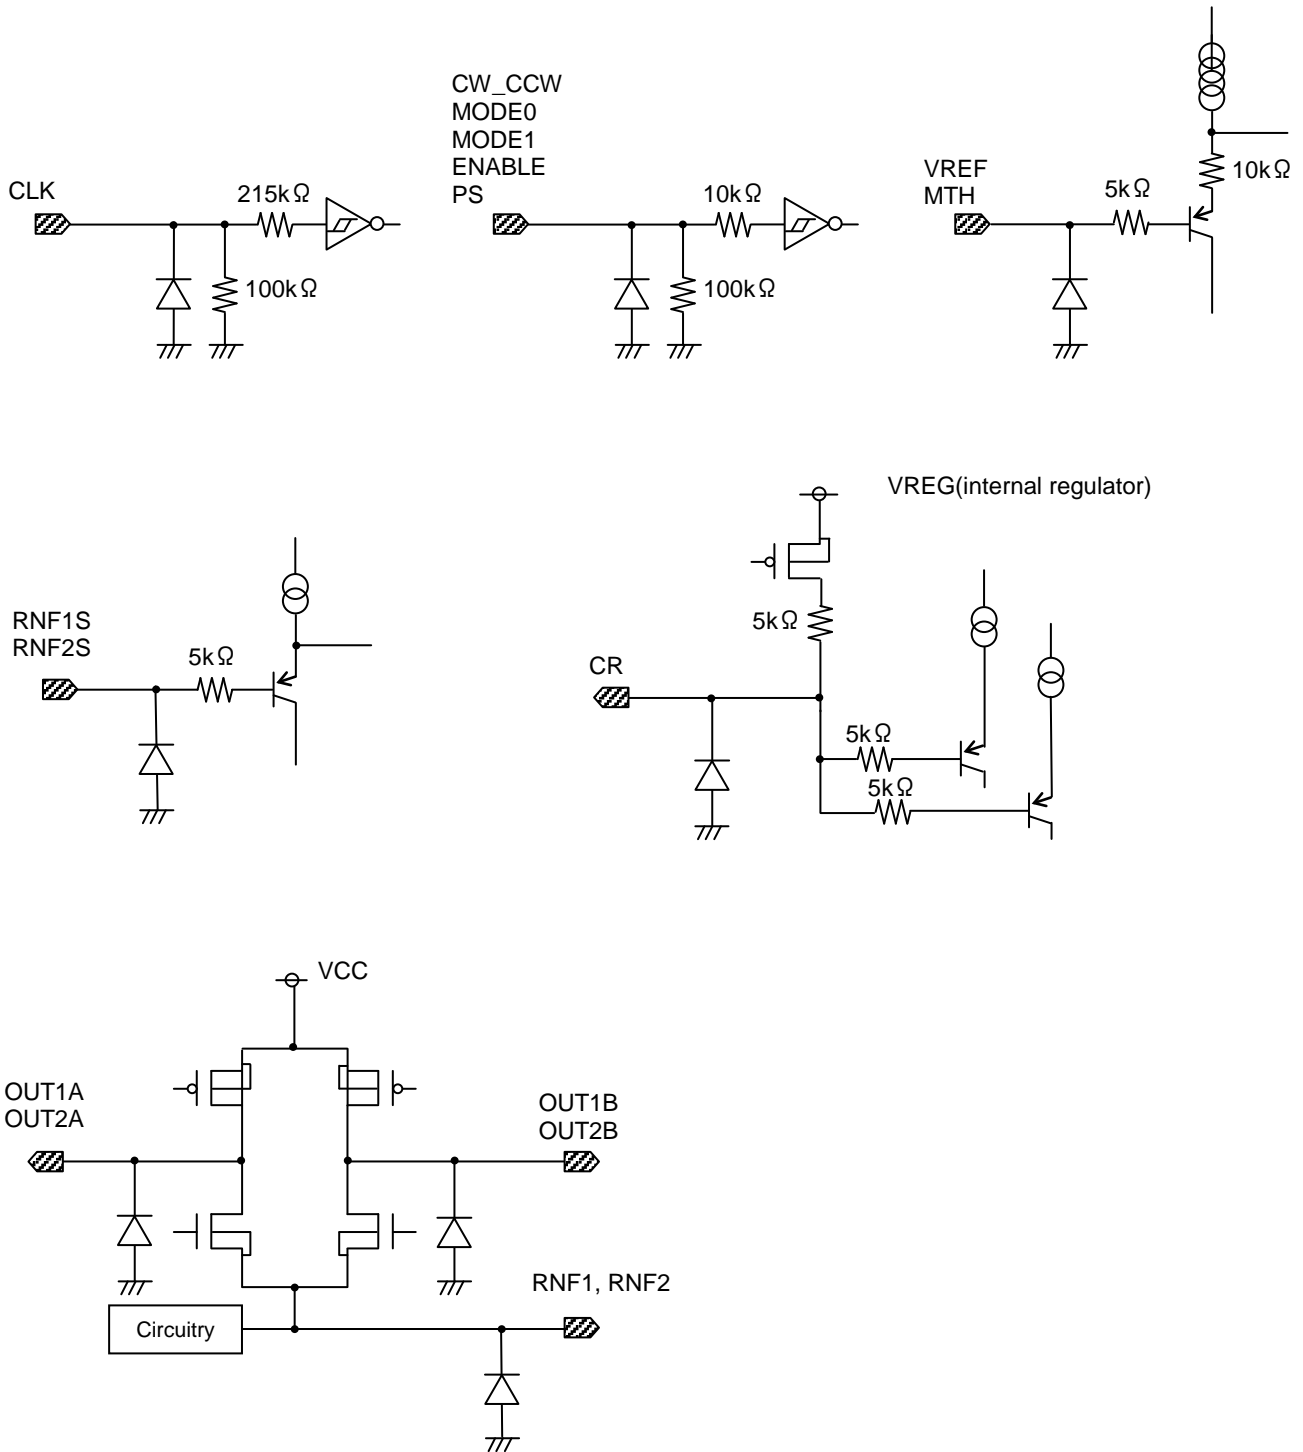 CLK
215kΩ
100kΩ
CW_CCW
MODE0
MODE1
ENABLE
PS
10kΩ
100kΩ
VREF
MTH
5kΩ
10kΩ
RNF1S
RNF2S
5kΩ
VREG(internal regulator)
5kΩ
CR
5kΩ
5kΩ
VCC
OUT1A
OUT2A
OUT1B
OUT2B
RNF1, RNF2
Circuitry